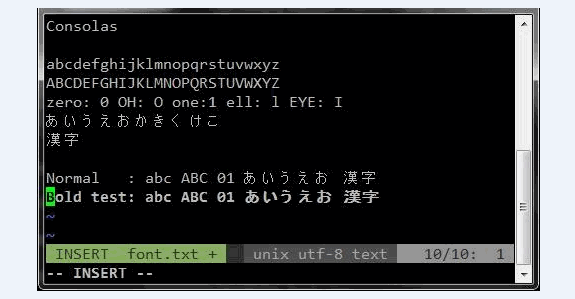 Consolas
abcdefghijklmnopqrstuvwxyz
ABCDEFGHIJKLMNOPQRSTUVWXYZ
zero: 0 OH: O one:1 ell: l EYE: I
あいうえおかきくけこ
漢字
Normal   : abc ABC 01 あいうえお 漢字
Bold test: abc ABC 01 あいうえお 漢字
~
~
INSERT  font.txt +  unix utf-8 text  10/10:  1
-- INSERT --